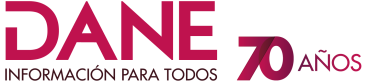 DANE
INFORMACIÓN PARA TODOS
70 AÑOS